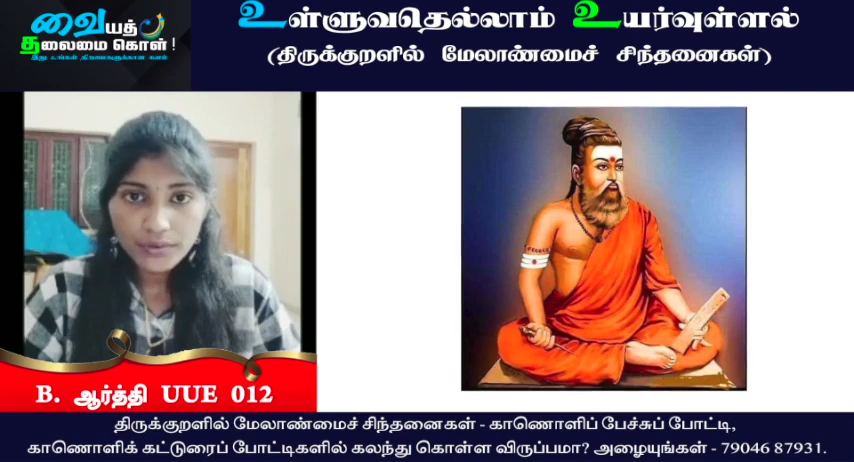 வையத்
தலைமை கொள் !
உள்ளுவதெல்லாம் உயர்வுள்ளல்
(திருக்குறளில் மேலாண்மைச் சிந்தனைகள்)
B. ஆர்த்தி UUE 012
திருக்குறளில் மேலாண்மைச் சிந்தனைகள் - காணொளிப் பேச்சுப் போட்டி,
காணொளிக் கட்டுரைப் போட்டிகளில் கலந்து கொள்ள விருப்பமா? அழையுங்கள் - 79046 87931.